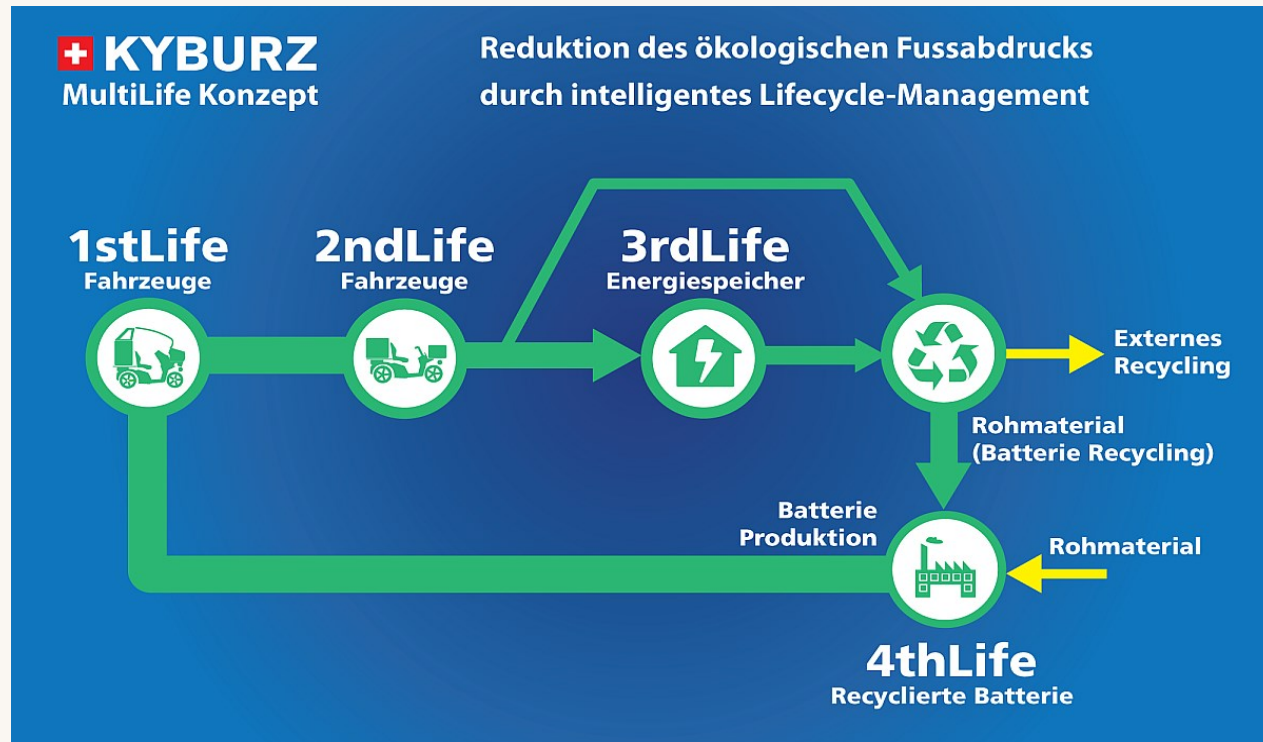 KYBURZ
MultiLife Konzept
Reduktion des ökologischen Fussabdrucks
durch intelligentes Lifecycle-Management
1stLife
Fahrzeuge
2ndLife
Fahrzeuge
3rdLife
Energiespeicher
Externes
Recycling
Rohmaterial
(Batterie Recycling)
Batterie
Produktion
Rohmaterial
4thLife
Recyclierte Batterie